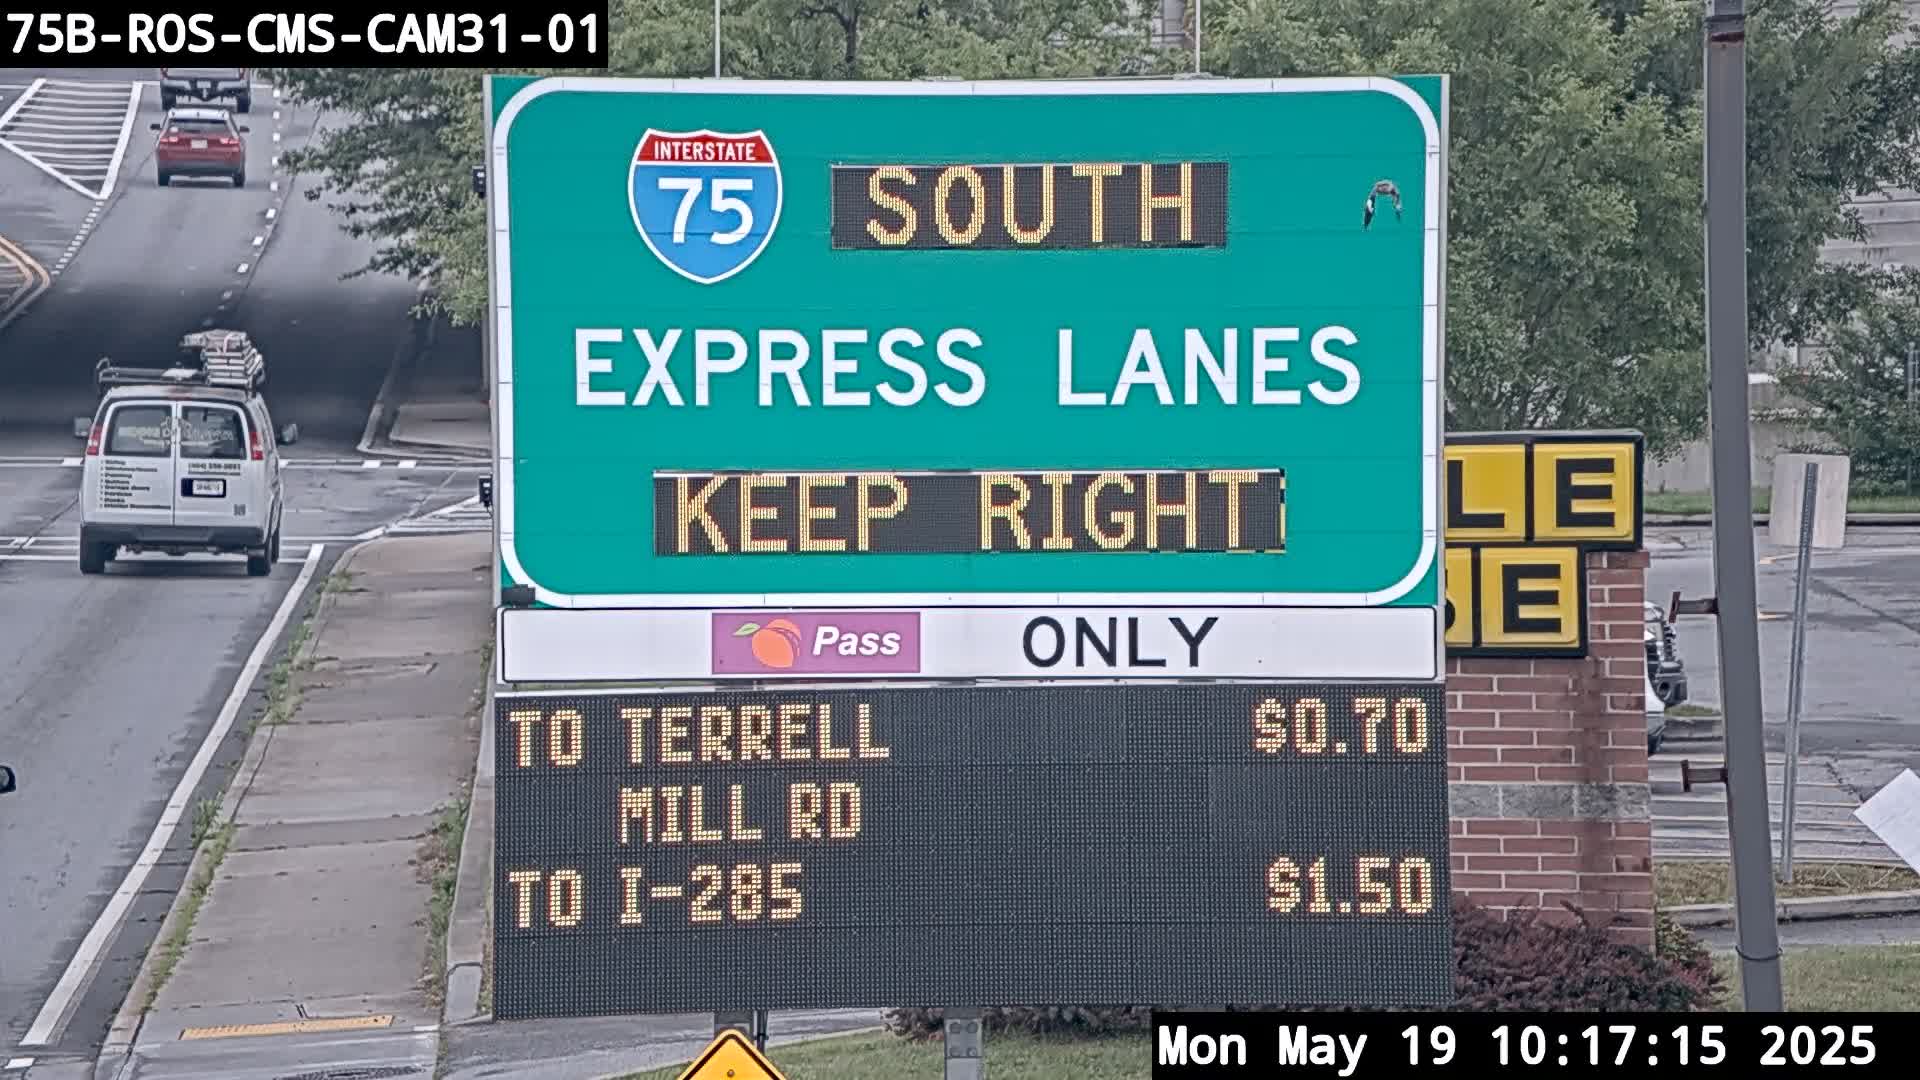 75B-ROS-CMS-CAM31-01
INTERSTATE
75
SOUTH
EXPRESS LANES
KEEP RIGHT
LE
E
Pass
ONLY
TO TERRELL $0.70
MILL RD
TO I-285 $1.50
Mon May 19 10:17:15 2025